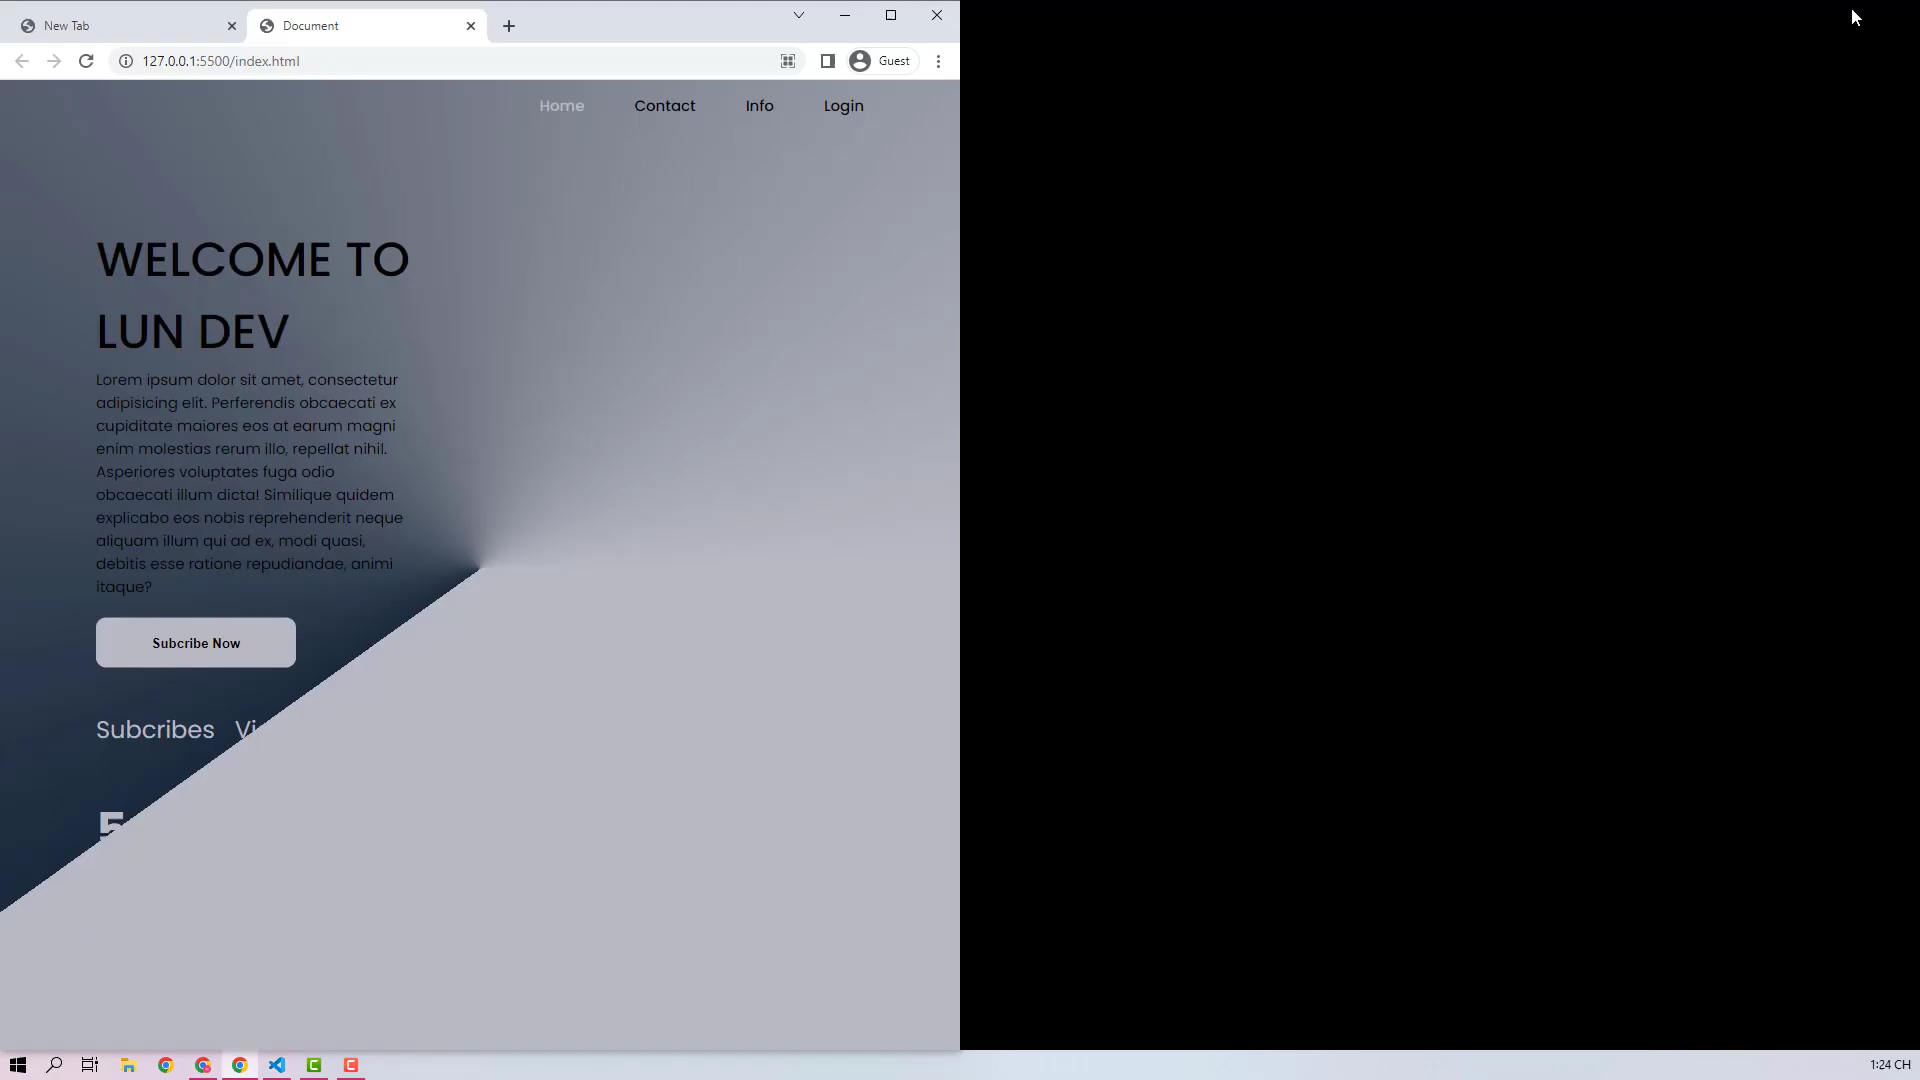 New Tab
Document
127.0.0.1:5500/index.html
Guest
Home Contact Info Login
WELCOME TO
LUN DEV
Lorem ipsum dolor sit amet, consectetur
adipisicing elit. Perferendis obcaecati ex
cupiditate maiores eos at earum magni
enim molestias rerum illo, repellat nihil.
Asperiores voluptates fuga odio
obcaecati illum dicta! Similique quidem
explicabo eos nobis reprehenderit neque
aliquam illum qui ad ex, modi quasi,
debitis esse ratione repudiandae, animi
itaque?
Subcribe Now
Subcribes
1:24 CH